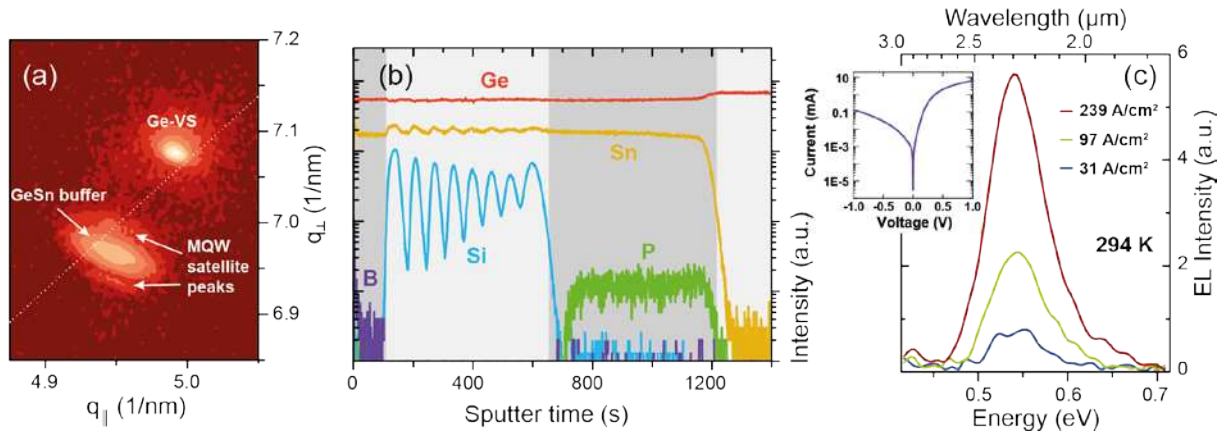 (a)
Ge-VS
GeSn buffer
MQW
satellite
peaks
7.2
7.1
7.0
6.9
q⊥ (1/nm)
4.9
5.0
q∥ (1/nm)
(b)
Ge
Sn
Si
B
P
0
400
800
1200
Sputter time (s)
Intensity (a.u.)
Wavelength (µm)
3.0
2.5
2.0
(c)
10
0.1
1E-3
1E-5
Current (mA)
-1.0
-0.5
0.0
0.5
1.0
Voltage (V)
239 A/cm²
97 A/cm²
31 A/cm²
294 K
6
4
2
0
EL Intensity (a.u.)
0.5
0.6
0.7
Energy (eV)